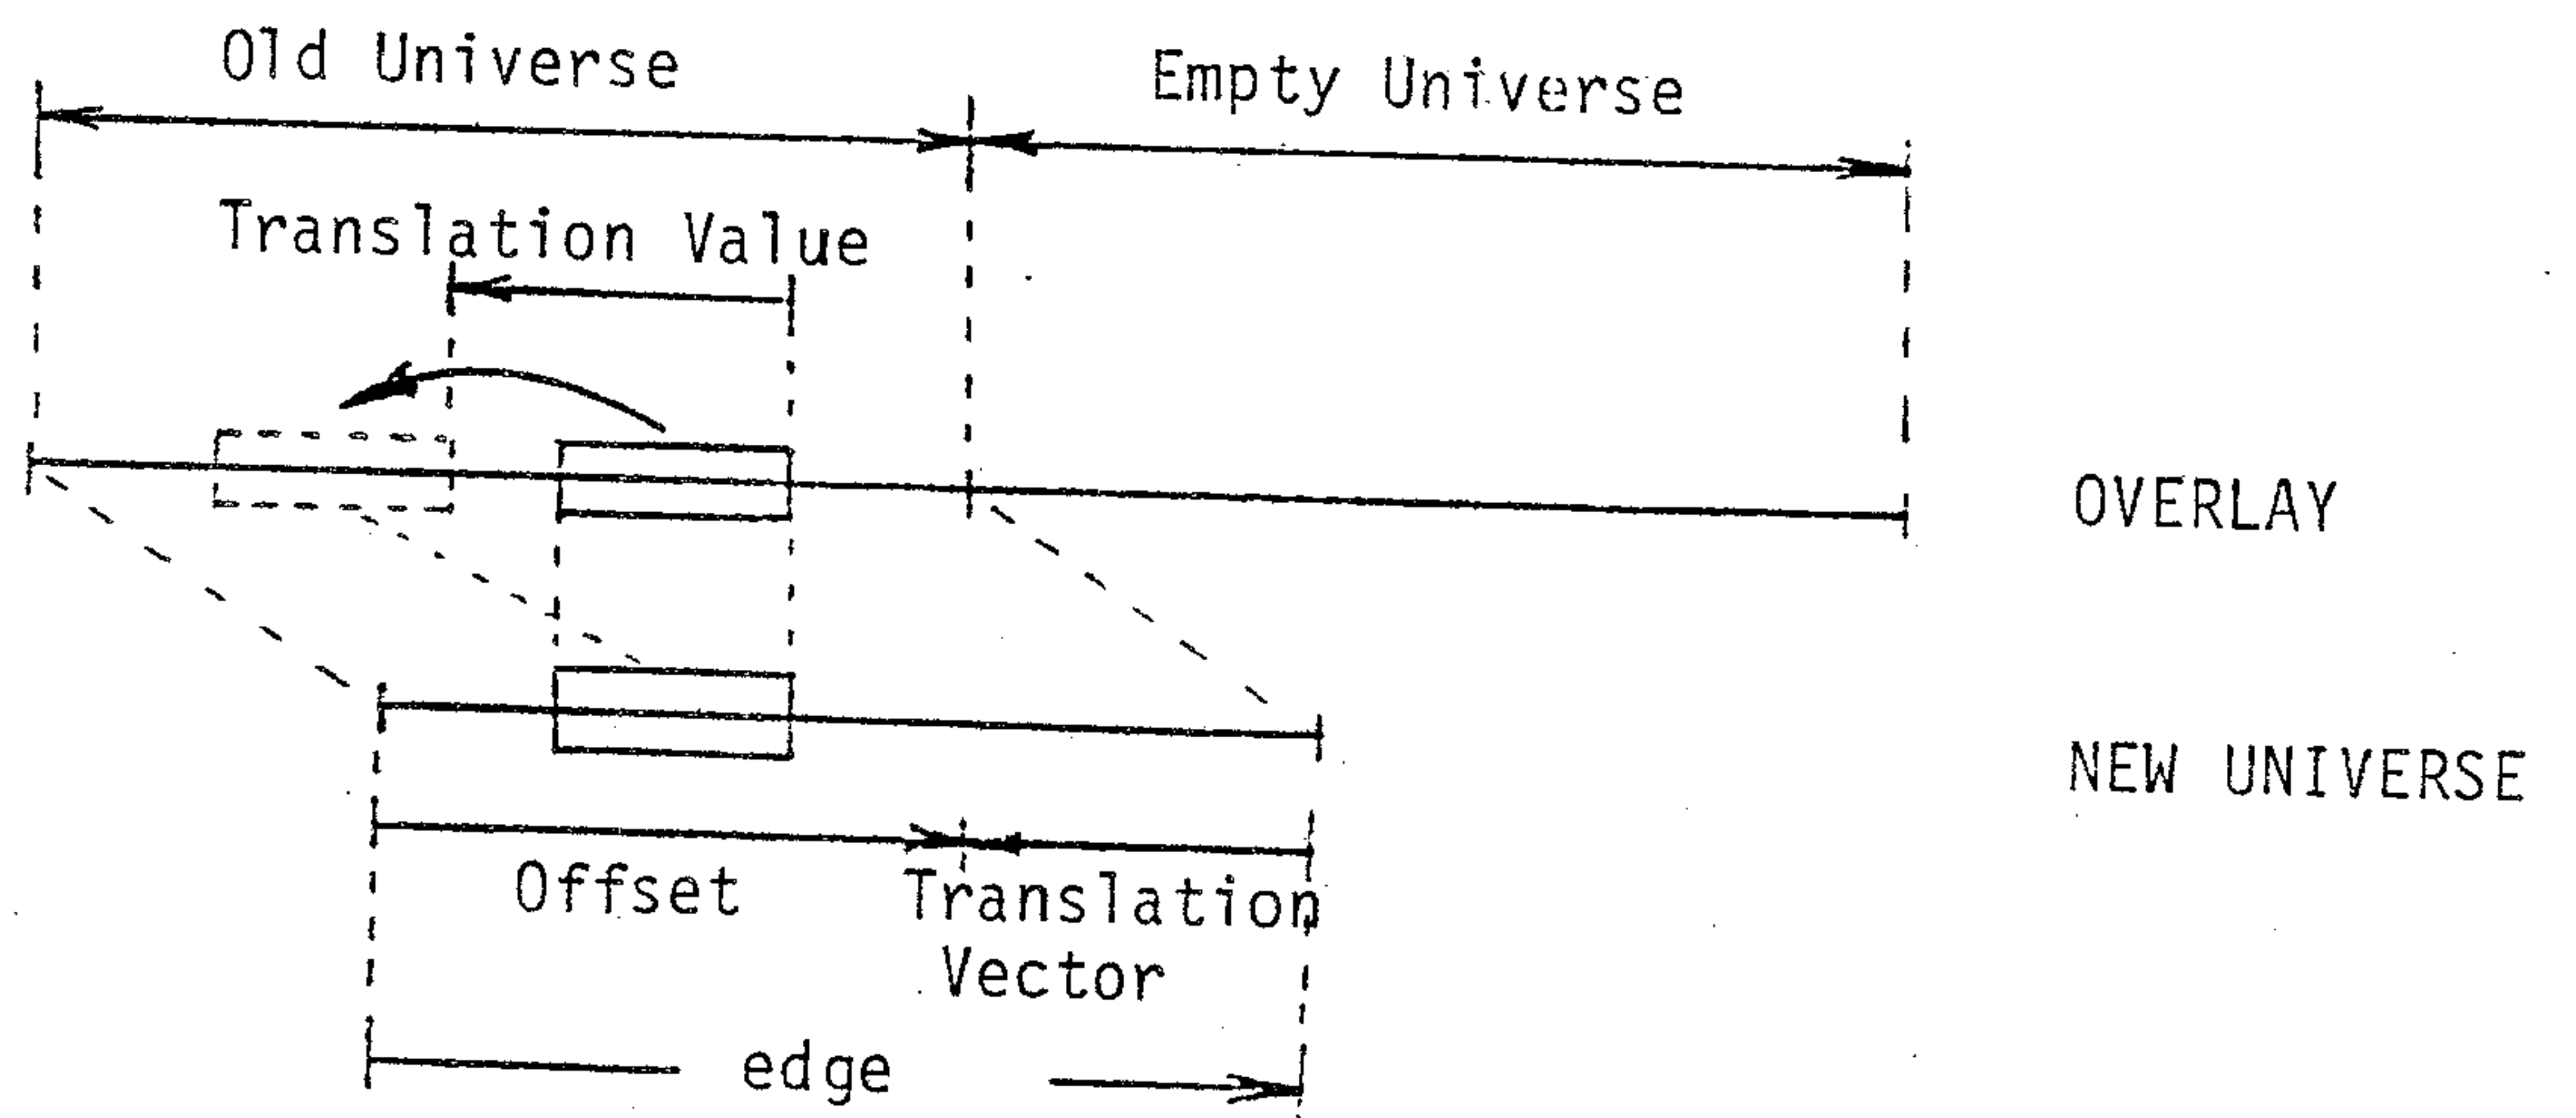 Old Universe
Empty Universe
Translation Value
OVERLAY
NEW UNIVERSE
Offset
Translation
Vector
edge